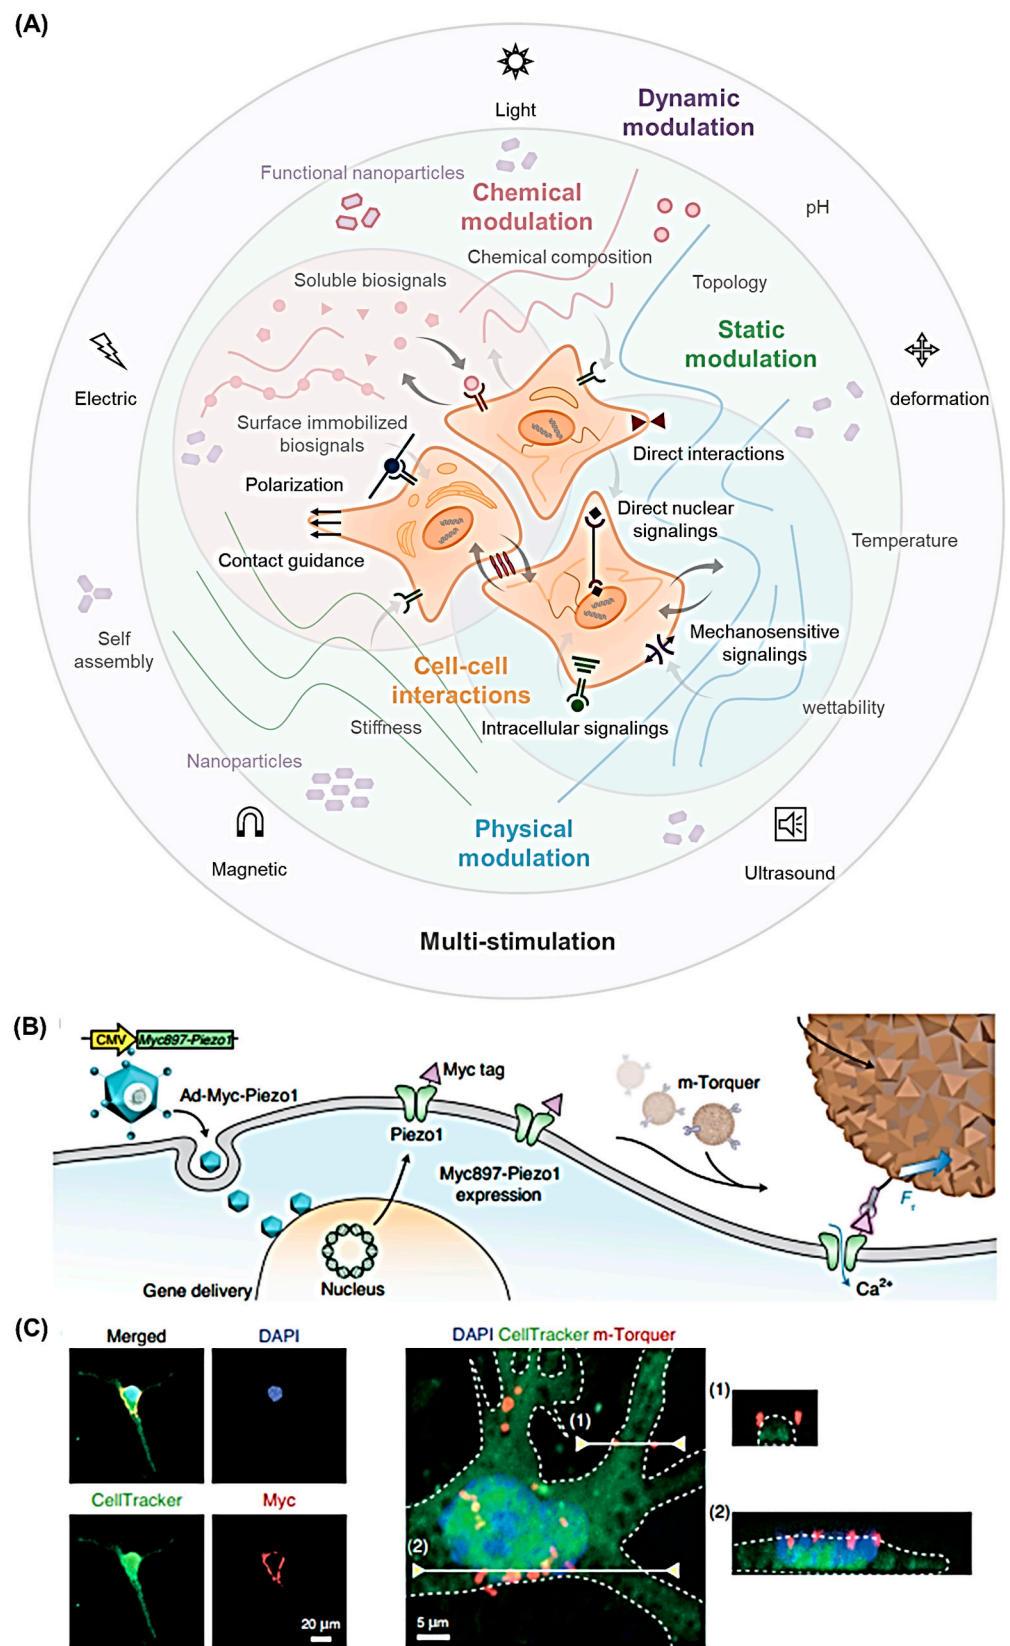 (A)
Light
Dynamic
modulation
Functional nanoparticles
Chemical
modulation
pH
Chemical composition
Soluble biosignals
Topology
Static
modulation
Electric
deformation
Surface immobilized
biosignals
Direct interactions
Polarization
Direct nuclear
signalings
Contact guidance
Temperature
Self
assembly
Mechanosensitive
signalings
Cell-cell
interactions
wettability
Stiffness
Intracellular signalings
Nanoparticles
Physical
modulation
Magnetic
Ultrasound
Multi-stimulation
(B)
CMV
Myc897-Piezo1
Myc tag
m-Torquer
Ad-Myc-Piezo1
Piezo1
Myc897-Piezo1
expression
Fτ
Gene delivery
Nucleus
Ca2+
(C)
Merged
DAPI
DAPI CellTracker m-Torquer
(1)
(1)
CellTracker
Myc
(2)
(2)
20 µm
5 µm